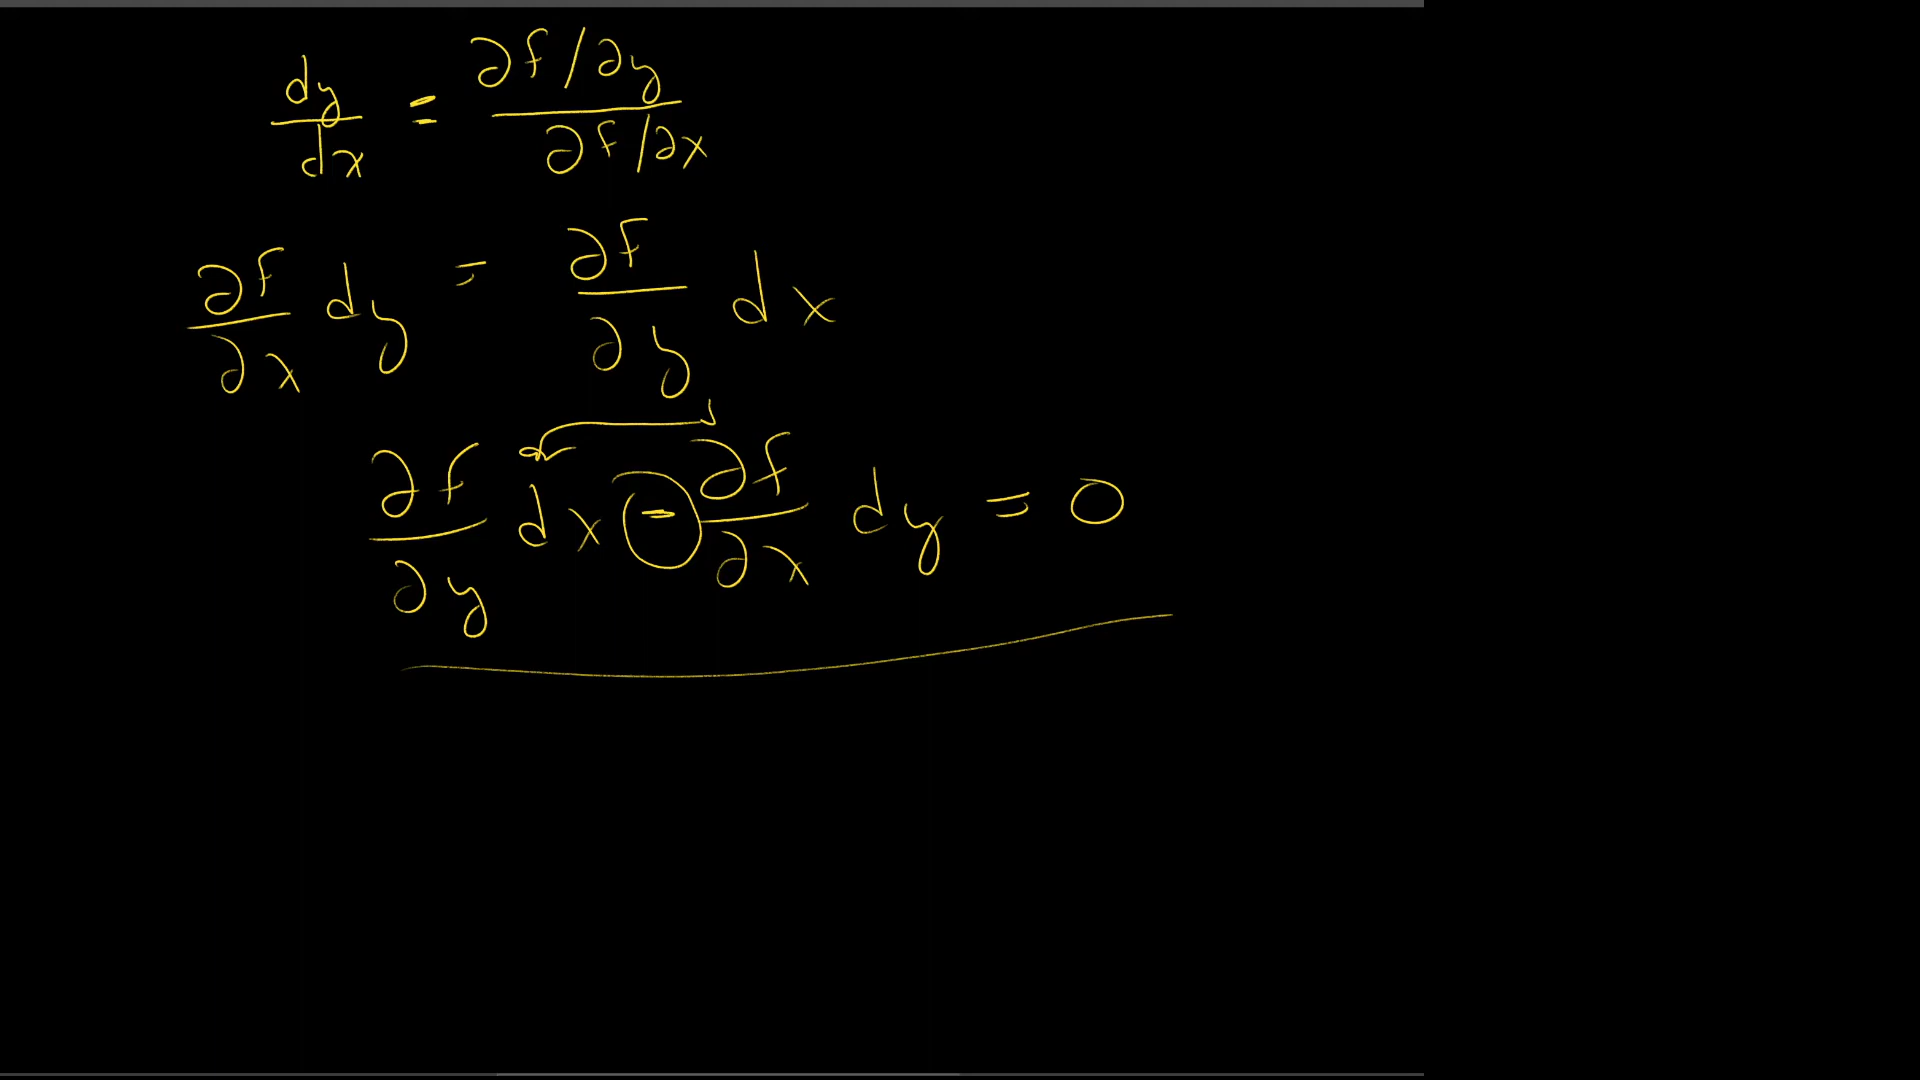 dy/dx = (∂f/∂y)/(∂f/∂x)
∂f/∂x dy = ∂f/∂y dx
∂f/∂y dx - ∂f/∂x dy = 0